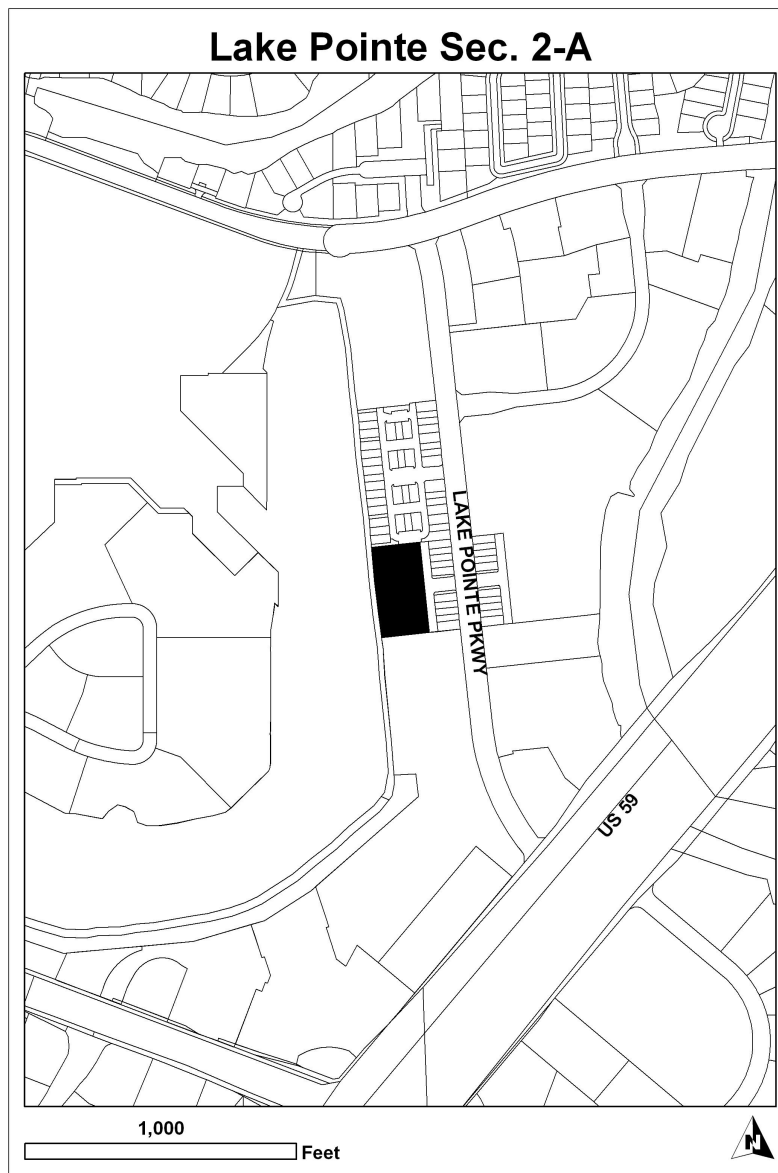 Lake Pointe Sec. 2-A
LAKE POINTE PKWY
US 59
1,000
Feet
N